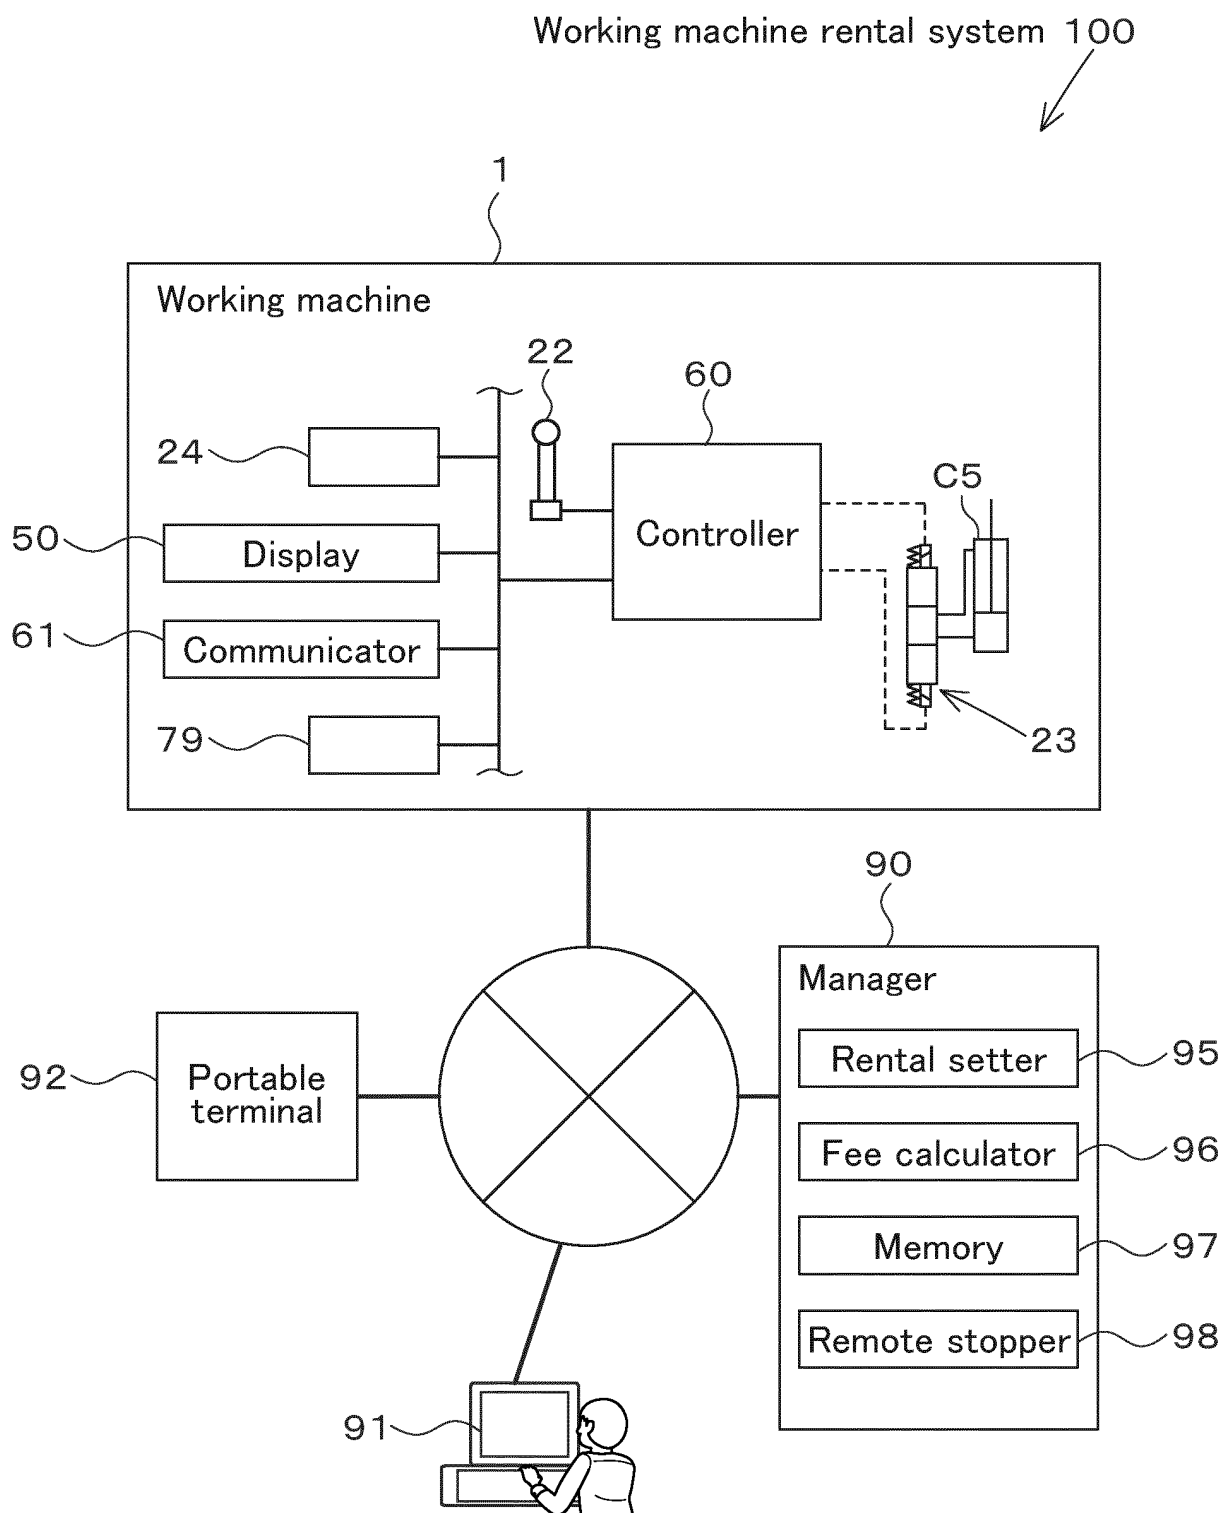 Working machine rental system 100
1
Working machine
22
60
24
C5
50
Display
Controller
61
Communicator
79
23
90
Manager
92
Portable
terminal
Rental setter
95
Fee calculator
96
Memory
97
Remote stopper
98
91